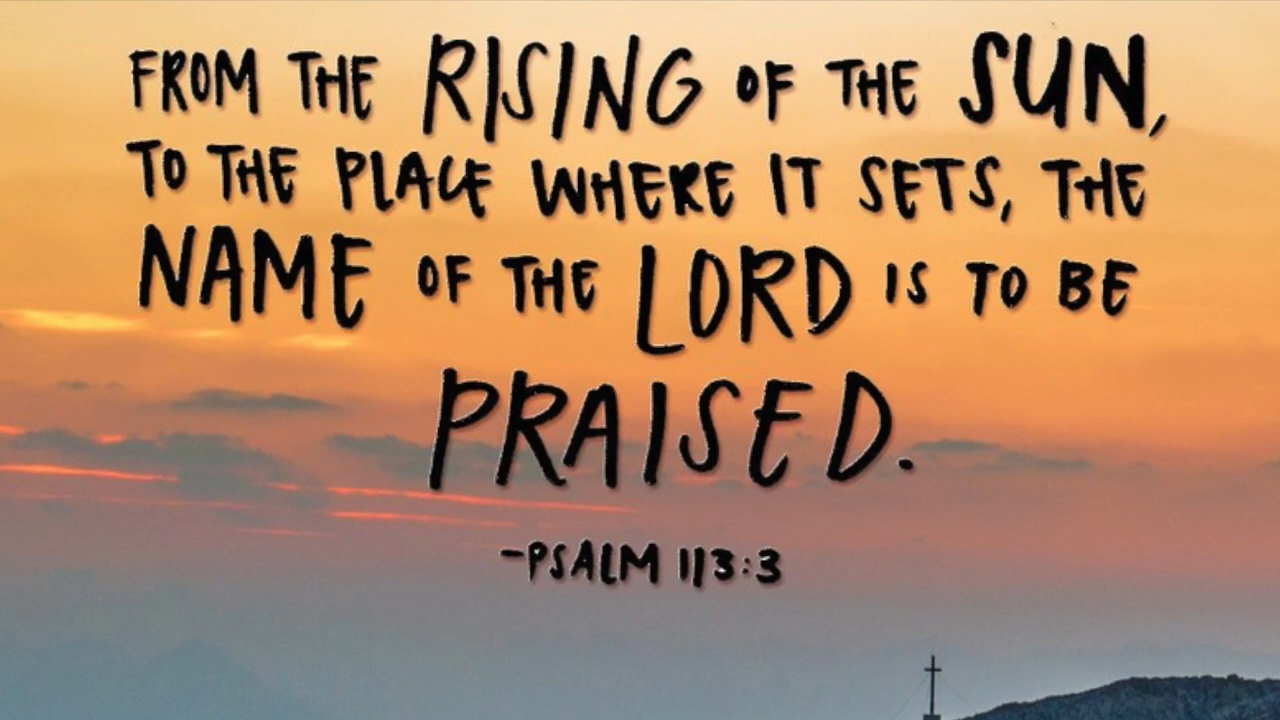 FROM THE RISING OF THE SUN,
TO THE PLACE WHERE IT SETS, THE
NAME OF THE LORD IS TO BE
PRAISED.
-PSALM 113:3